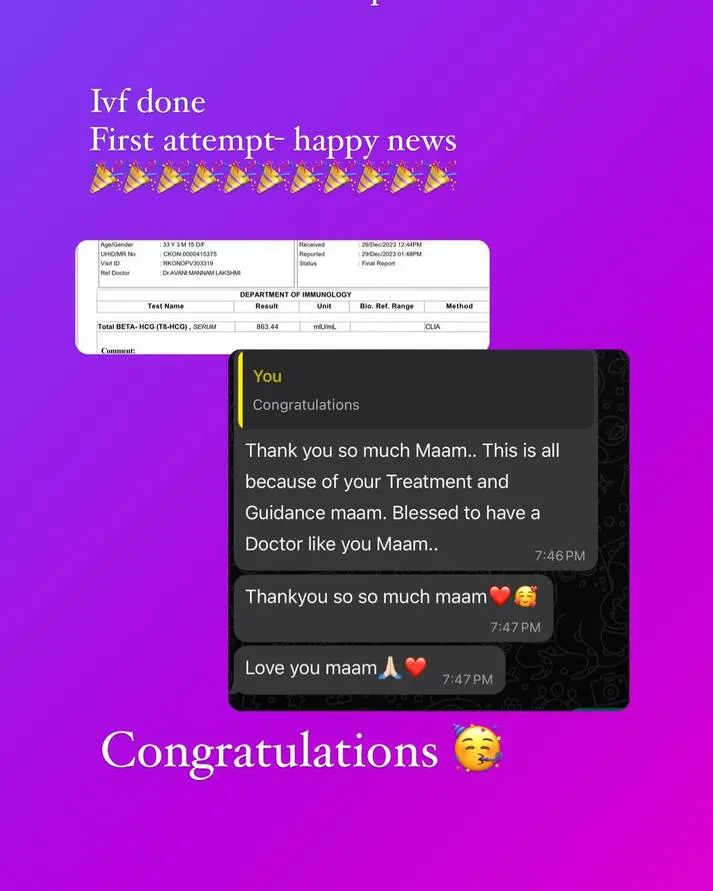 Ivf done
First attempt- happy news
🎉🎉🎉🎉🎉🎉🎉🎉🎉🎉🎉
Age/Gender : 33 Y 3 M 15 D/F Received : 29/Dec/2023 12:44PM
UHID/MR No : CKON.0000415375 Reported : 29/Dec/2023 01:48PM
Visit ID : RKONOPV303319 Status : Final Report
Ref Doctor : Dr.AVANI MANNAM LAKSHMI
DEPARTMENT OF IMMUNOLOGY
Test Name Result Unit Bio. Ref. Range Method
Total BETA- HCG (Tß-HCG) , SERUM 863.44 mIU/mL CLIA
Comment:
You
Congratulations
Thank you so much Maam.. This is all
because of your Treatment and
Guidance maam. Blessed to have a
Doctor like you Maam..
7:46 PM
Thankyou so so much maam❤️🥰
7:47 PM
Love you maam🙏🏻❤️ 7:47 PM
Congratulations 🥳